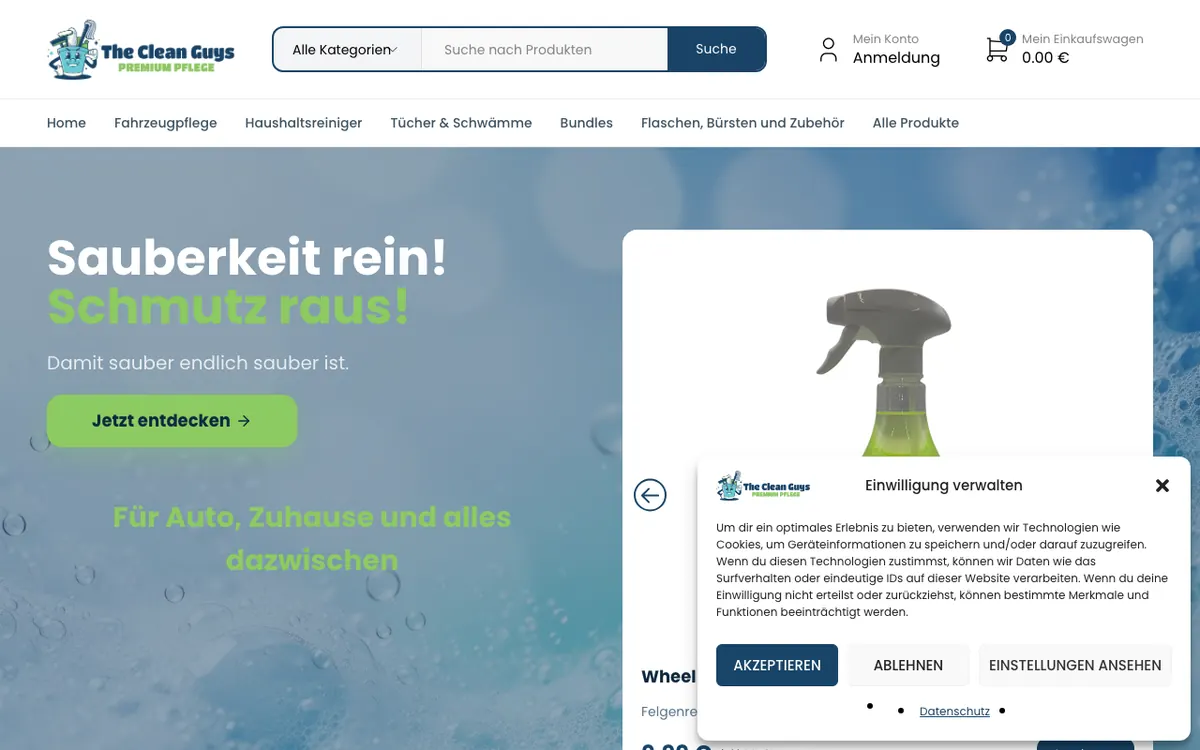 The Clean Guys
PREMIUM PFLEGE
Alle Kategorien
Suche nach Produkten
Suche
Mein Konto
Anmeldung
0
Mein Einkaufswagen
0.00 €
Home
Fahrzeugpflege
Haushaltsreiniger
Tücher & Schwämme
Bundles
Flaschen, Bürsten und Zubehör
Alle Produkte
Sauberkeit rein!
Schmutz raus!
Damit sauber endlich sauber ist.
Jetzt entdecken →
Für Auto, Zuhause und alles
dazwischen
Wheel
The Clean Guys
PREMIUM PFLEGE
Einwilligung verwalten
Um dir ein optimales Erlebnis zu bieten, verwenden wir Technologien wie
Cookies, um Geräteinformationen zu speichern und/oder darauf zuzugreifen.
Wenn du diesen Technologien zustimmst, können wir Daten wie das
Surfverhalten oder eindeutige IDs auf dieser Website verarbeiten. Wenn du deine
Einwilligung nicht erteilst oder zurückziehst, können bestimmte Merkmale und
Funktionen beeinträchtigt werden.
AKZEPTIEREN
ABLEHNEN
EINSTELLUNGEN ANSEHEN
Datenschutz